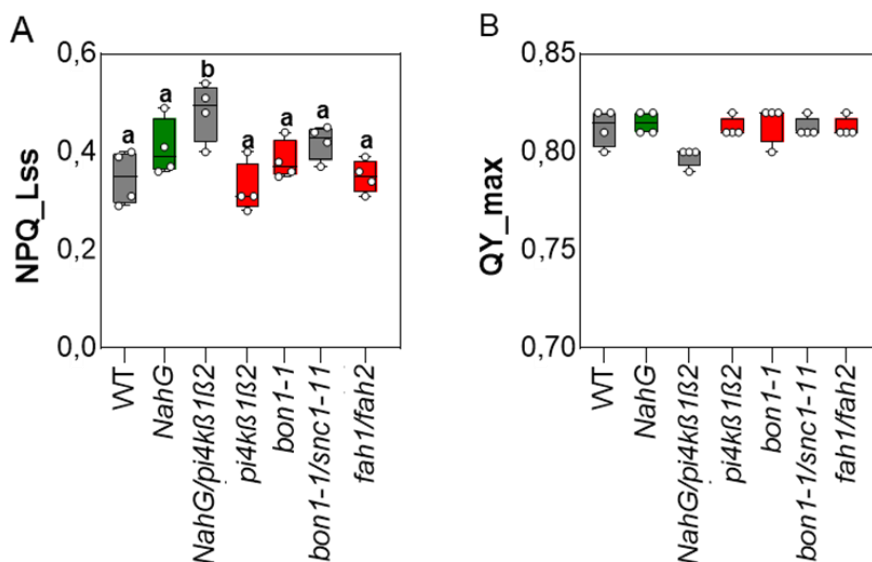 A
NPQ_Lss
0,6
0,4
0,2
0,0
a
a
b
a
a
a
a
WT
NahG
NahG/pi4kß1ß2
pi4kß1ß2
bon1-1
bon1-1/snc1-11
fah1/fah2
B
QY_max
0,85
0,80
0,75
0,70
WT
NahG
NahG/pi4kß1ß2
pi4kß1ß2
bon1-1
bon1-1/snc1-11
fah1/fah2